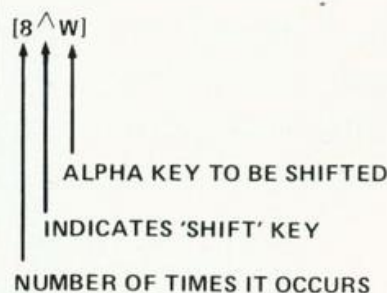 [8^W]
ALPHA KEY TO BE SHIFTED
INDICATES 'SHIFT' KEY
NUMBER OF TIMES IT OCCURS